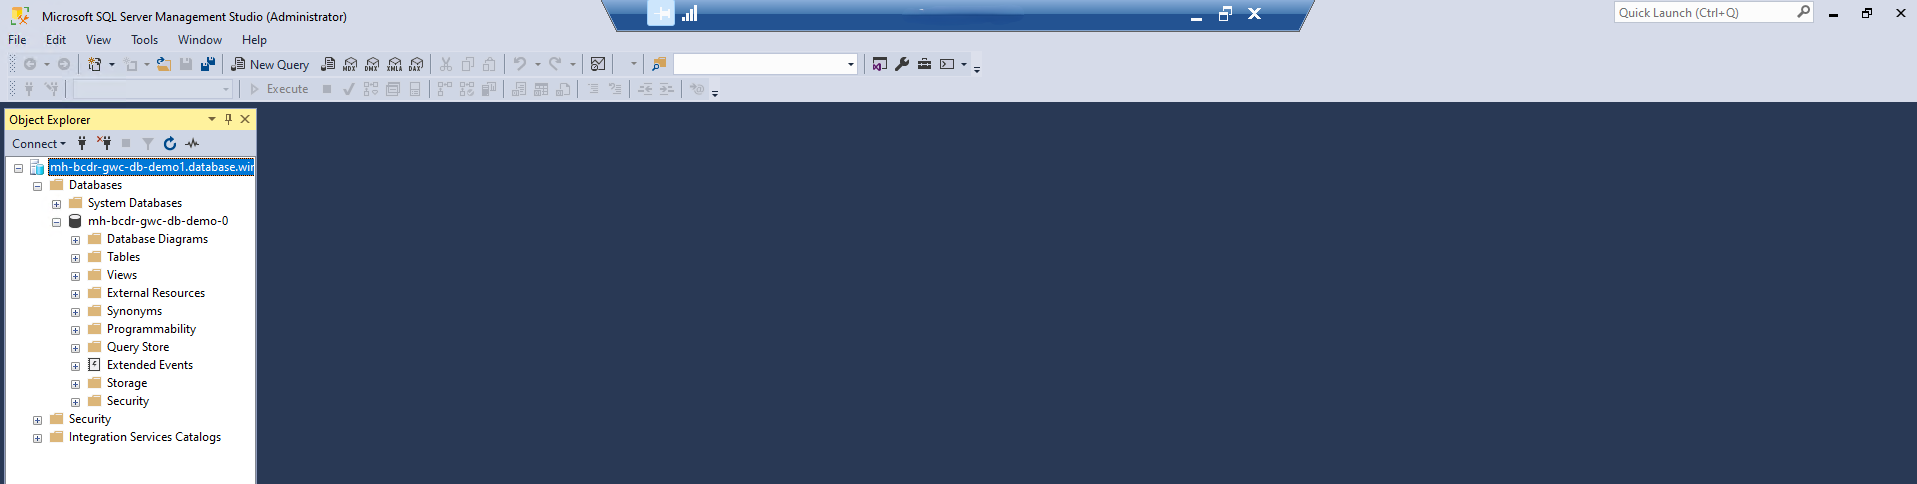 Microsoft SQL Server Management Studio (Administrator)
Quick Launch (Ctrl+Q)
File Edit View Tools Window Help
New Query MDX DMX XMLA DAX
Execute
Object Explorer
Connect
mh-bcdr-gwc-db-demo1.database.wir
Databases
System Databases
mh-bcdr-gwc-db-demo-0
Database Diagrams
Tables
Views
External Resources
Synonyms
Programmability
Query Store
Extended Events
Storage
Security
Security
Integration Services Catalogs